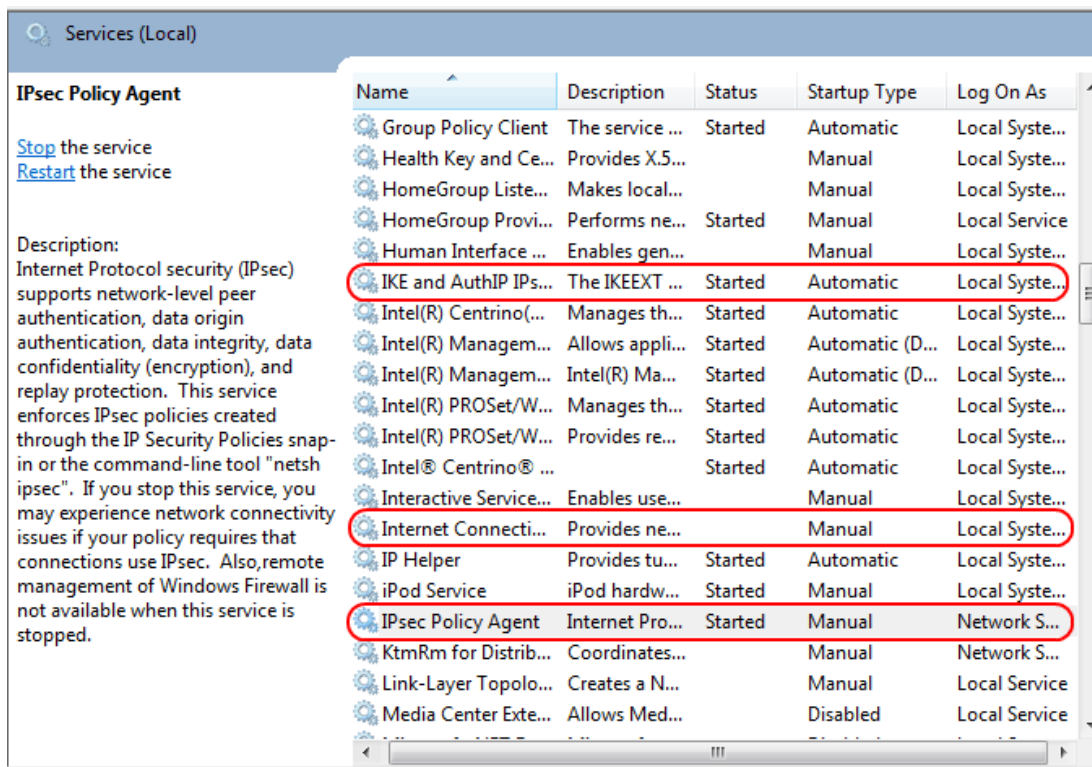 Services (Local)
IPsec Policy Agent
Stop the service
Restart the service
Description:
Internet Protocol security (IPsec)
supports network-level peer
authentication, data origin
authentication, data integrity, data
confidentiality (encryption), and
replay protection.  This service
enforces IPsec policies created
through the IP Security Policies snap-
in or the command-line tool "netsh
ipsec".  If you stop this service, you
may experience network connectivity
issues if your policy requires that
connections use IPsec.  Also,remote
management of Windows Firewall is
not available when this service is
stopped.
Name Description Status Startup Type Log On As
Group Policy Client The service ... Started Automatic Local Syste...
Health Key and Ce... Provides X.5... Manual Local Syste...
HomeGroup Liste... Makes local... Manual Local Syste...
HomeGroup Provi... Performs ne... Started Manual Local Service
Human Interface ... Enables gen... Manual Local Syste...
IKE and AuthIP IPs... The IKEEXT ... Started Automatic Local Syste...
Intel(R) Centrino(... Manages th... Started Automatic Local Syste...
Intel(R) Managem... Allows appli... Started Automatic (D... Local Syste...
Intel(R) Managem... Intel(R) Ma... Started Automatic (D... Local Syste...
Intel(R) PROSet/W... Manages th... Started Automatic Local Syste...
Intel(R) PROSet/W... Provides re... Started Automatic Local Syste...
Intel® Centrino® ... Started Automatic Local Syste...
Interactive Service... Enables use... Manual Local Syste...
Internet Connecti... Provides ne... Manual Local Syste...
IP Helper Provides tu... Started Automatic Local Syste...
iPod Service iPod hardw... Started Manual Local Syste...
IPsec Policy Agent Internet Pro... Started Manual Network S...
KtmRm for Distrib... Coordinates... Manual Network S...
Link-Layer Topolo... Creates a N... Manual Local Service
Media Center Exte... Allows Med... Disabled Local Service